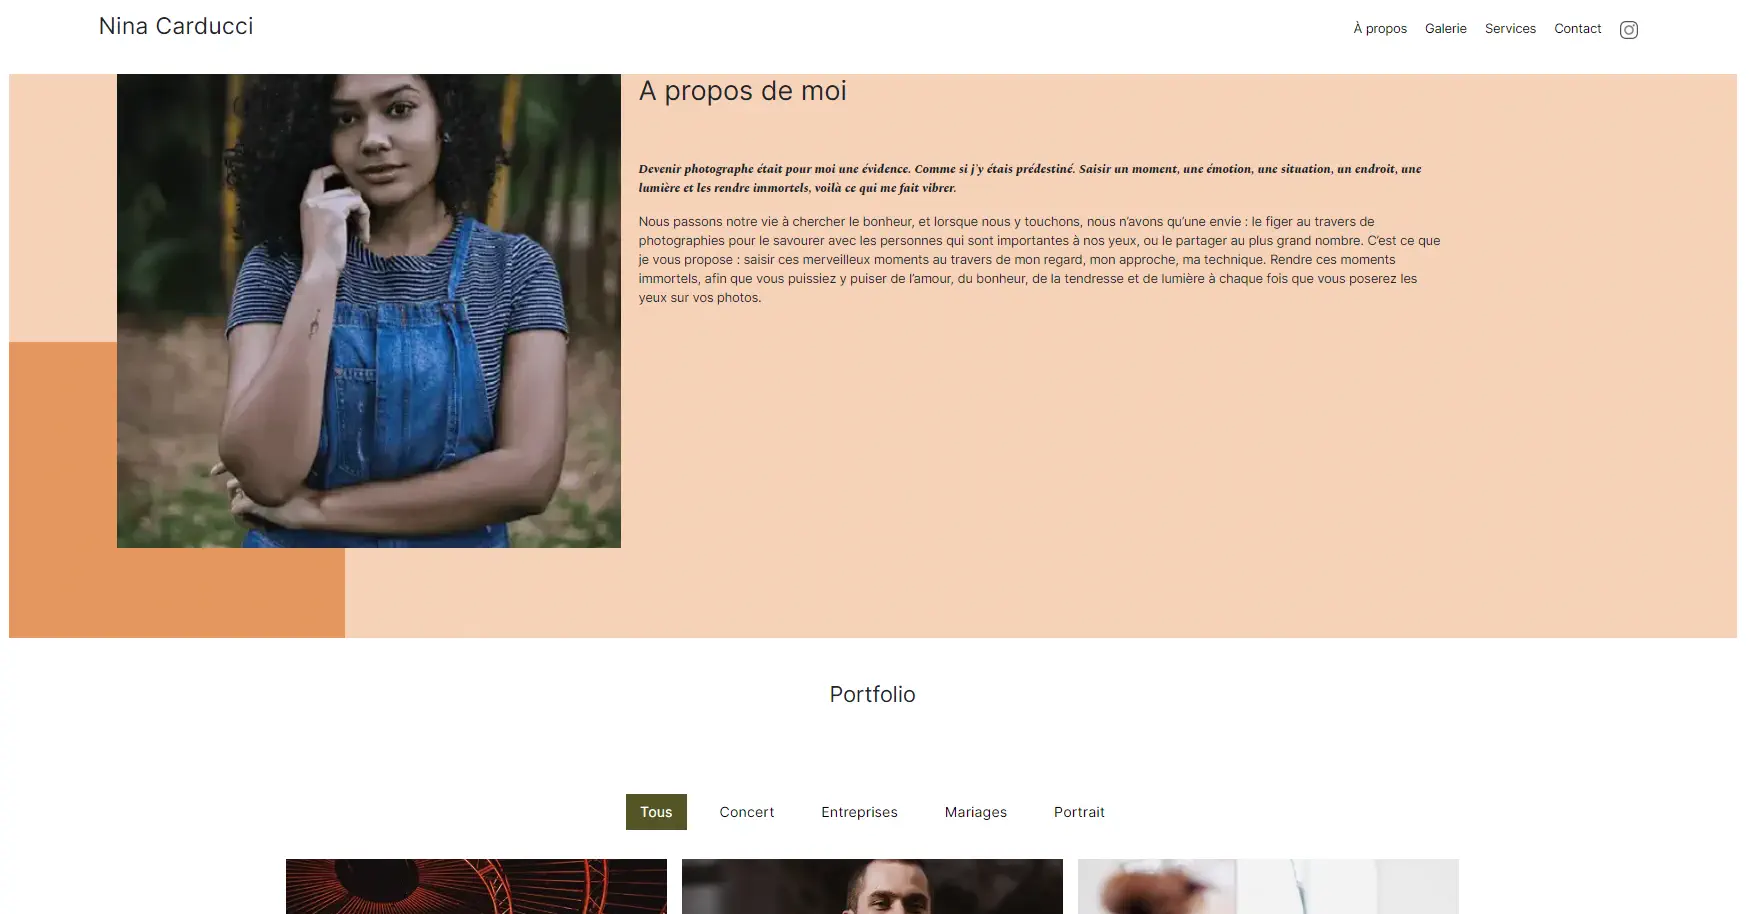 Nina Carducci
À propos
Galerie
Services
Contact
A propos de moi
Devenir photographe était pour moi une évidence. Comme si j'y étais prédestiné. Saisir un moment, une émotion, une situation, un endroit, une
lumière et les rendre immortels, voilà ce qui me fait vibrer.
Nous passons notre vie à chercher le bonheur, et lorsque nous y touchons, nous n’avons qu’une envie : le figer au travers de
photographies pour le savourer avec les personnes qui sont importantes à nos yeux, ou le partager au plus grand nombre. C’est ce que
je vous propose : saisir ces merveilleux moments au travers de mon regard, mon approche, ma technique. Rendre ces moments
immortels, afin que vous puissiez y puiser de l’amour, du bonheur, de la tendresse et de lumière à chaque fois que vous poserez les
yeux sur vos photos.
Portfolio
Tous
Concert
Entreprises
Mariages
Portrait